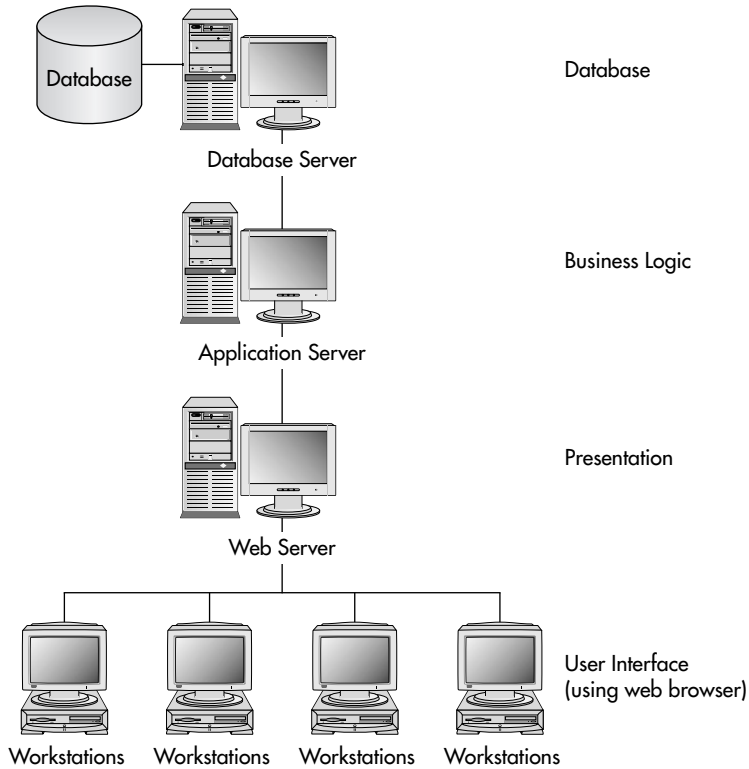 Database
Database
Database Server
Business Logic
Application Server
Presentation
Web Server
User Interface
(using web browser)
Workstations
Workstations
Workstations
Workstations